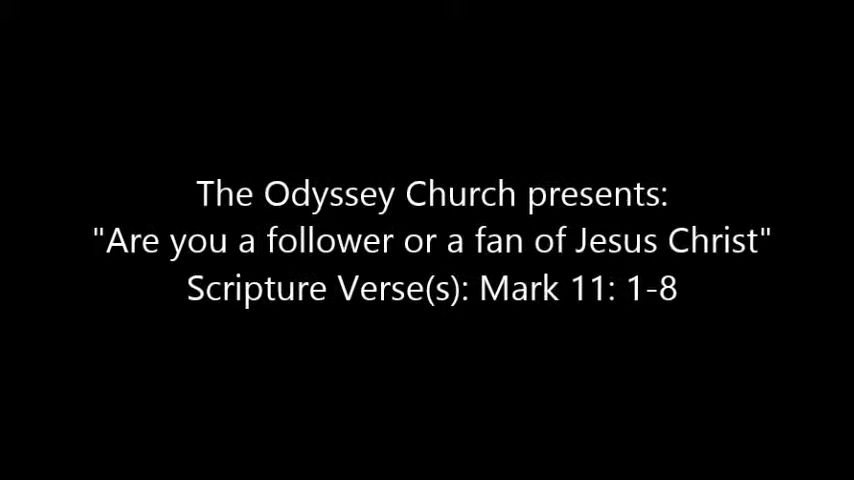 The Odyssey Church presents:
"Are you a follower or a fan of Jesus Christ"
Scripture Verse(s): Mark 11: 1-8